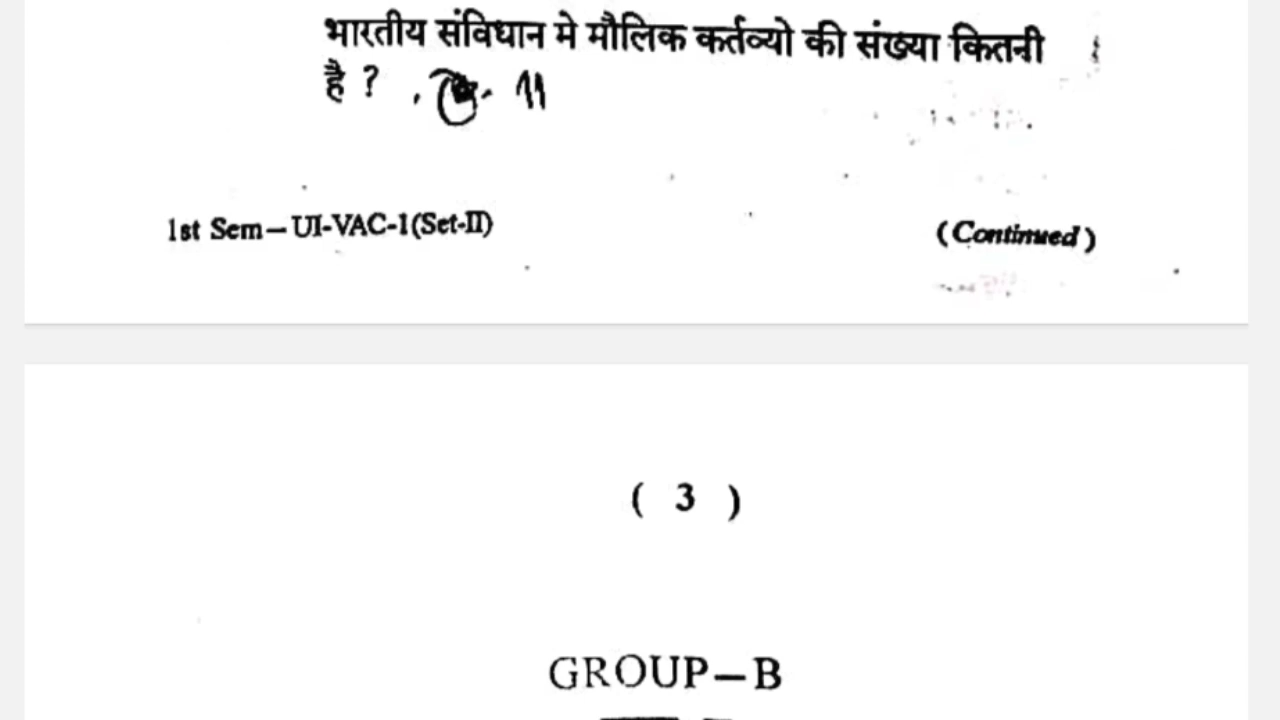 भारतीय संविधान मे मौलिक कर्तव्यो की संख्या कितनी
है ? 11
1st Sem – UI-VAC-1(Set-II)
(Continued)
( 3 )
GROUP – B